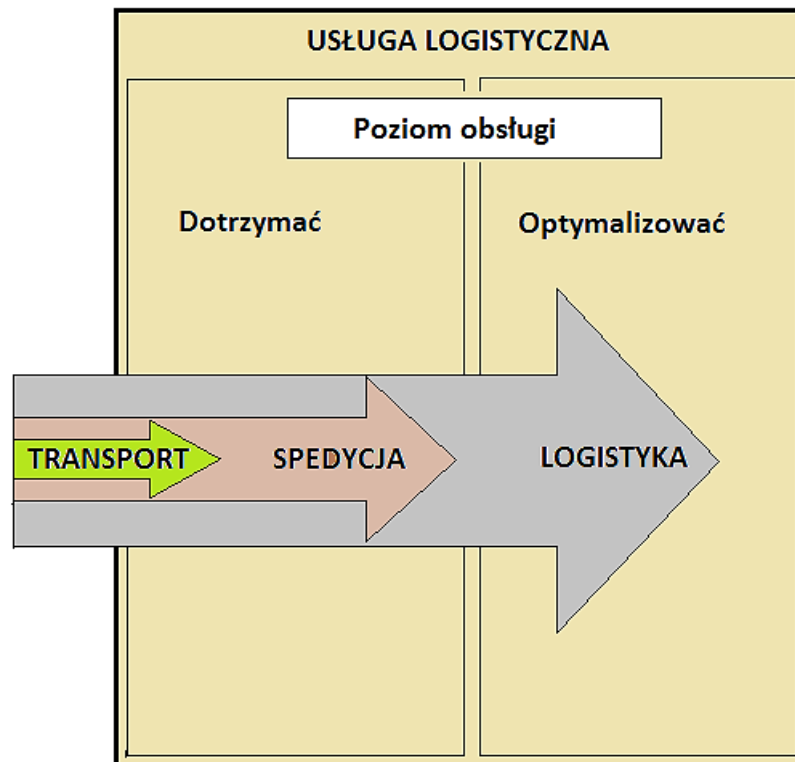 USŁUGA LOGISTYCZNA
Poziom obsługi
Dotrzymać
Optymalizować
TRANSPORT
SPEDYCJA
LOGISTYKA